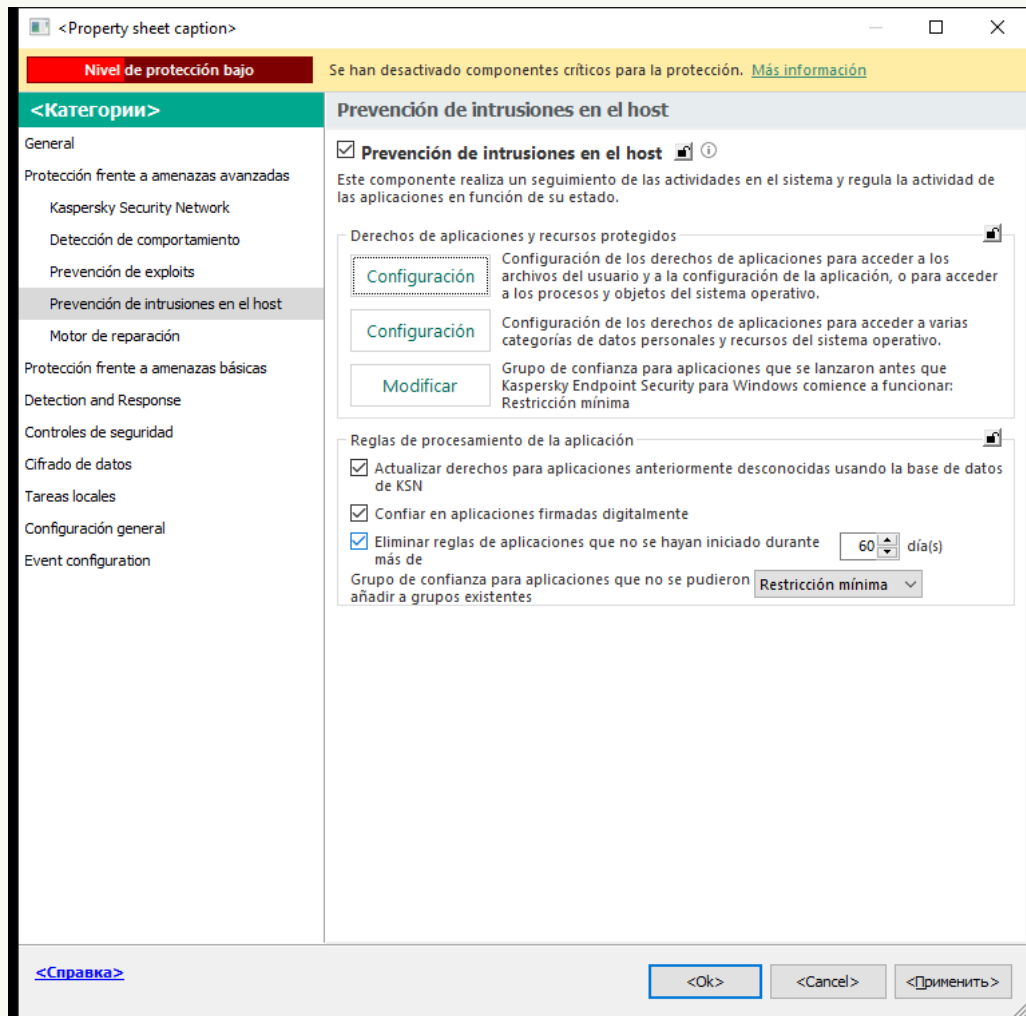 <Property sheet caption>
Nivel de protección bajo
Se han desactivado componentes críticos para la protección. Más información
<Категории>
General
Protección frente a amenazas avanzadas
Kaspersky Security Network
Detección de comportamiento
Prevención de exploits
Prevención de intrusiones en el host
Motor de reparación
Protección frente a amenazas básicas
Detection and Response
Controles de seguridad
Cifrado de datos
Tareas locales
Configuración general
Event configuration
Prevención de intrusiones en el host
Prevención de intrusiones en el host
Este componente realiza un seguimiento de las actividades en el sistema y regula la actividad de
las aplicaciones en función de su estado.
Derechos de aplicaciones y recursos protegidos
Configuración
Configuración de los derechos de aplicaciones para acceder a los
archivos del usuario y a la configuración de la aplicación, o para acceder
a los procesos y objetos del sistema operativo.
Configuración
Configuración de los derechos de aplicaciones para acceder a varias
categorías de datos personales y recursos del sistema operativo.
Modificar
Grupo de confianza para aplicaciones que se lanzaron antes que
Kaspersky Endpoint Security para Windows comience a funcionar:
Restricción mínima
Reglas de procesamiento de la aplicación
Actualizar derechos para aplicaciones anteriormente desconocidas usando la base de datos
de KSN
Confiar en aplicaciones firmadas digitalmente
Eliminar reglas de aplicaciones que no se hayan iniciado durante
más de
60
día(s)
Grupo de confianza para aplicaciones que no se pudieron
añadir a grupos existentes
Restricción mínima
<Справка>
<Ok>
<Cancel>
<Применить>